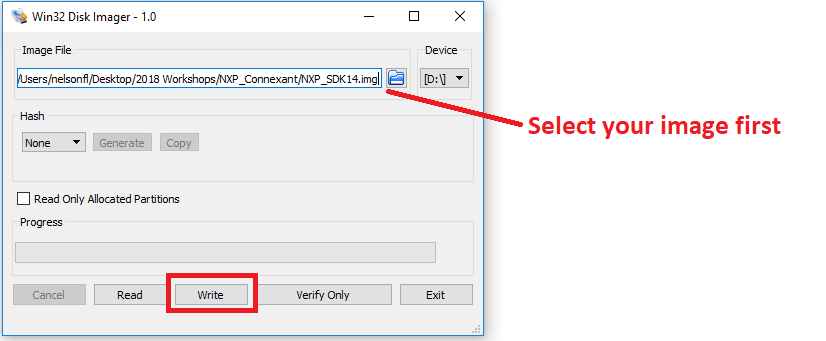 Win32 Disk Imager - 1.0
Image File
Device
/Users/nelsonfl/Desktop/2018 Workshops/NXP_Connexant/NXP_SDK14.img
[D:\]
Select your image first
Hash
None
Generate
Copy
Read Only Allocated Partitions
Progress
Cancel
Read
Write
Verify Only
Exit